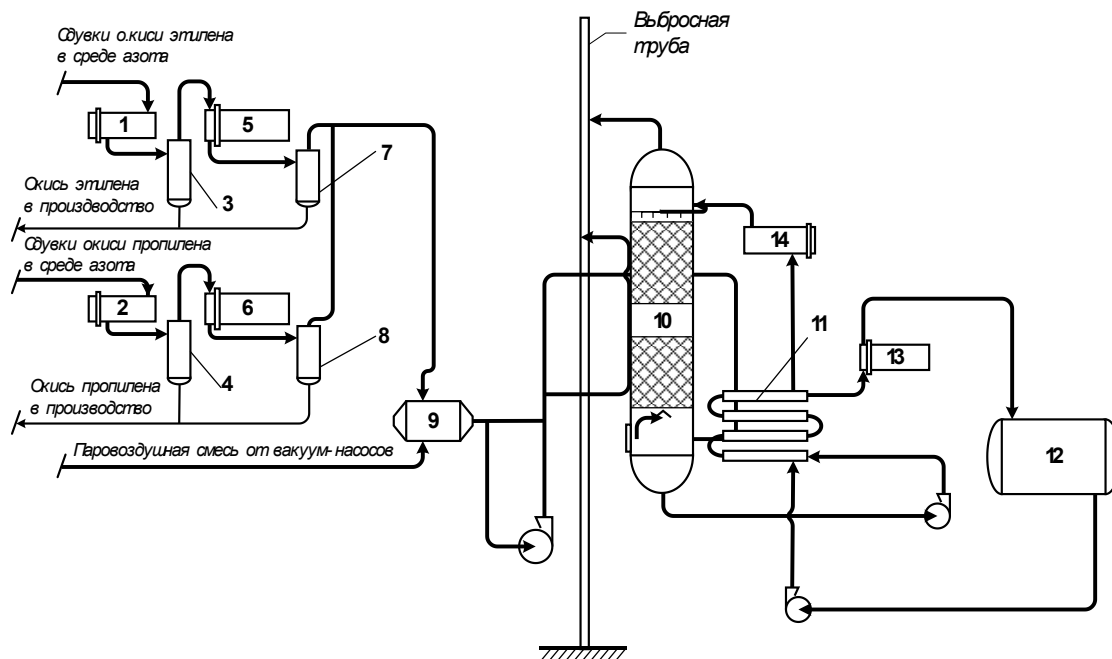 Сдувки о.киси этилена
в среде азота
Выбросная
труба
1
5
7
3
Окись этилена
в произдводство
Сдувки окиси пропилена
в среде азота
14
2
6
10
11
8
13
4
Окись пропилена
в производство
9
Паровоздушная смесь от вакуум-насосов
12